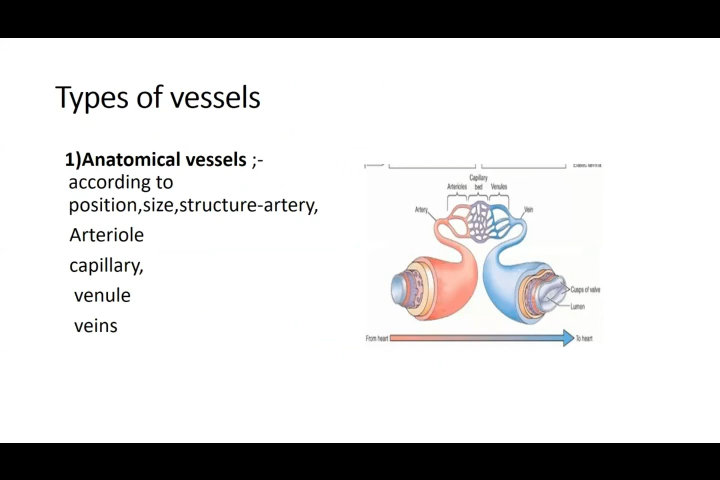 Types of vessels
1)Anatomical vessels ;-
according to
position,size,structure-artery,
Arteriole
capillary,
venule
veins
Capillary
Arterioles bed Venules
Artery
Vein
Cusps of valve
Lumen
From heart
To heart